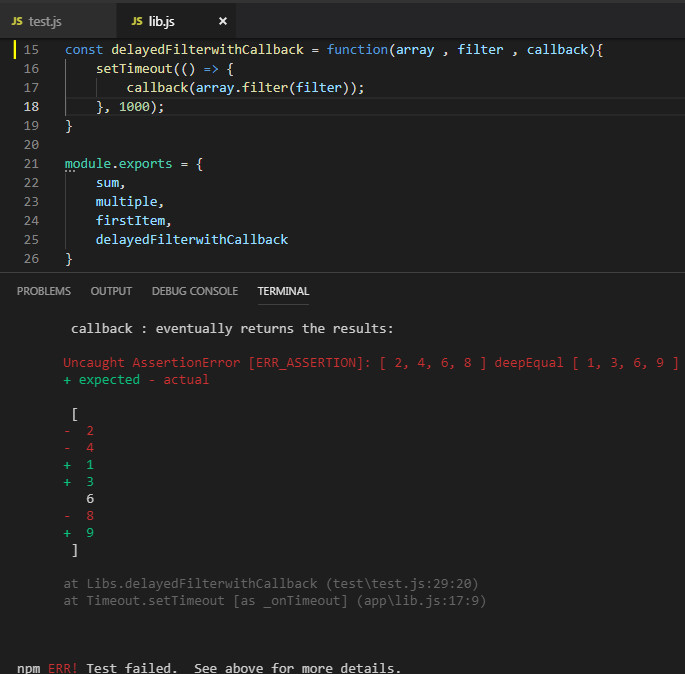 JS test.js JS lib.js ×
15 const delayedFilterwithCallback = function(array , filter , callback){
16 setTimeout(() => {
17 callback(array.filter(filter));
18 }, 1000);
19 }
20
21 module.exports = {
22 sum,
23 multiple,
24 firstItem,
25 delayedFilterwithCallback
26 }
PROBLEMS OUTPUT DEBUG CONSOLE TERMINAL
callback : eventually returns the results:
Uncaught AssertionError [ERR_ASSERTION]: [ 2, 4, 6, 8 ] deepEqual [ 1, 3, 6, 9 ]
+ expected - actual
[
- 2
- 4
+ 1
+ 3
6
- 8
+ 9
]
at Libs.delayedFilterwithCallback (test\test.js:29:20)
at Timeout.setTimeout [as _onTimeout] (app\lib.js:17:9)
npm ERR! Test failed. See above for more details.